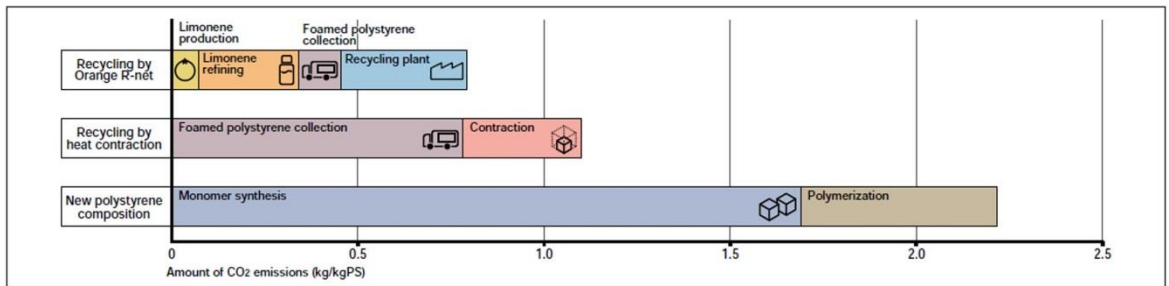 Limonene
production
Foamed polystyrene
collection
Recycling by
Orange R-net
Limonene
refining
Recycling plant
Recycling by
heat contraction
Foamed polystyrene collection
Contraction
New polystyrene
composition
Monomer synthesis
Polymerization
0
0.5
1.0
1.5
2.0
2.5
Amount of CO2 emissions (kg/kgPS)